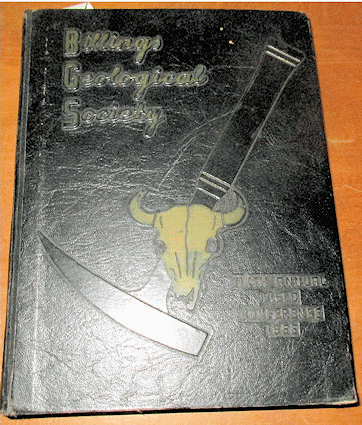 Billings
Geological
Society
ANNUAL
FIELD
CONFERENCE